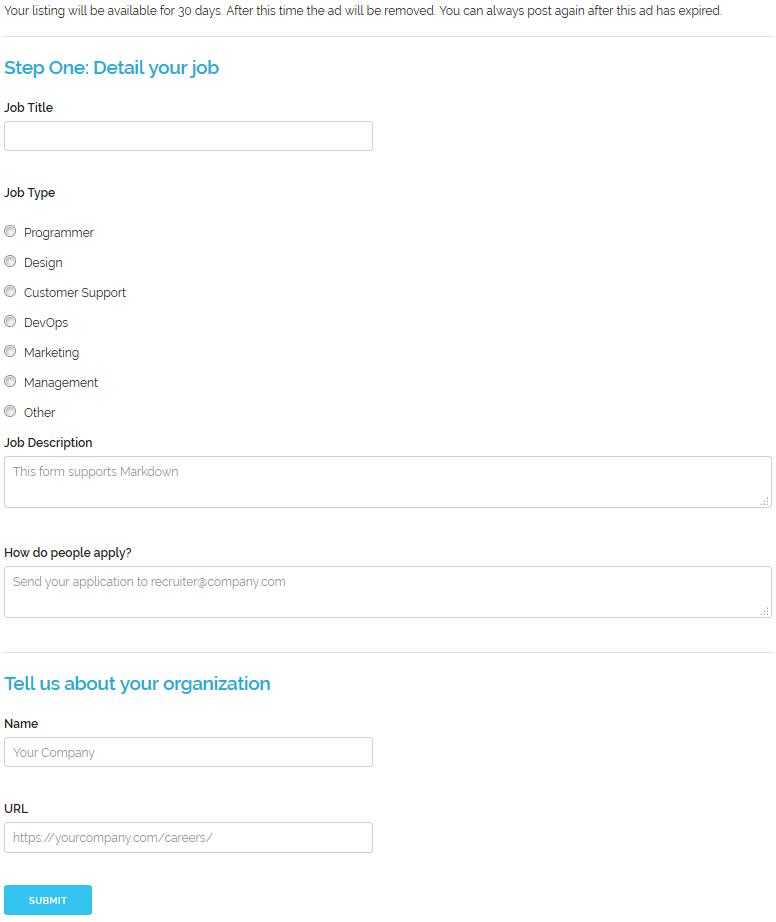 Your listing will be available for 30 days. After this time the ad will be removed. You can always post again after this ad has expired.
Step One: Detail your job
Job Title
Job Type
Programmer
Design
Customer Support
DevOps
Marketing
Management
Other
Job Description
This form supports Markdown
How do people apply?
Send your application to recruiter@company.com
Tell us about your organization
Name
Your Company
URL
https://yourcompany.com/careers/
SUBMIT